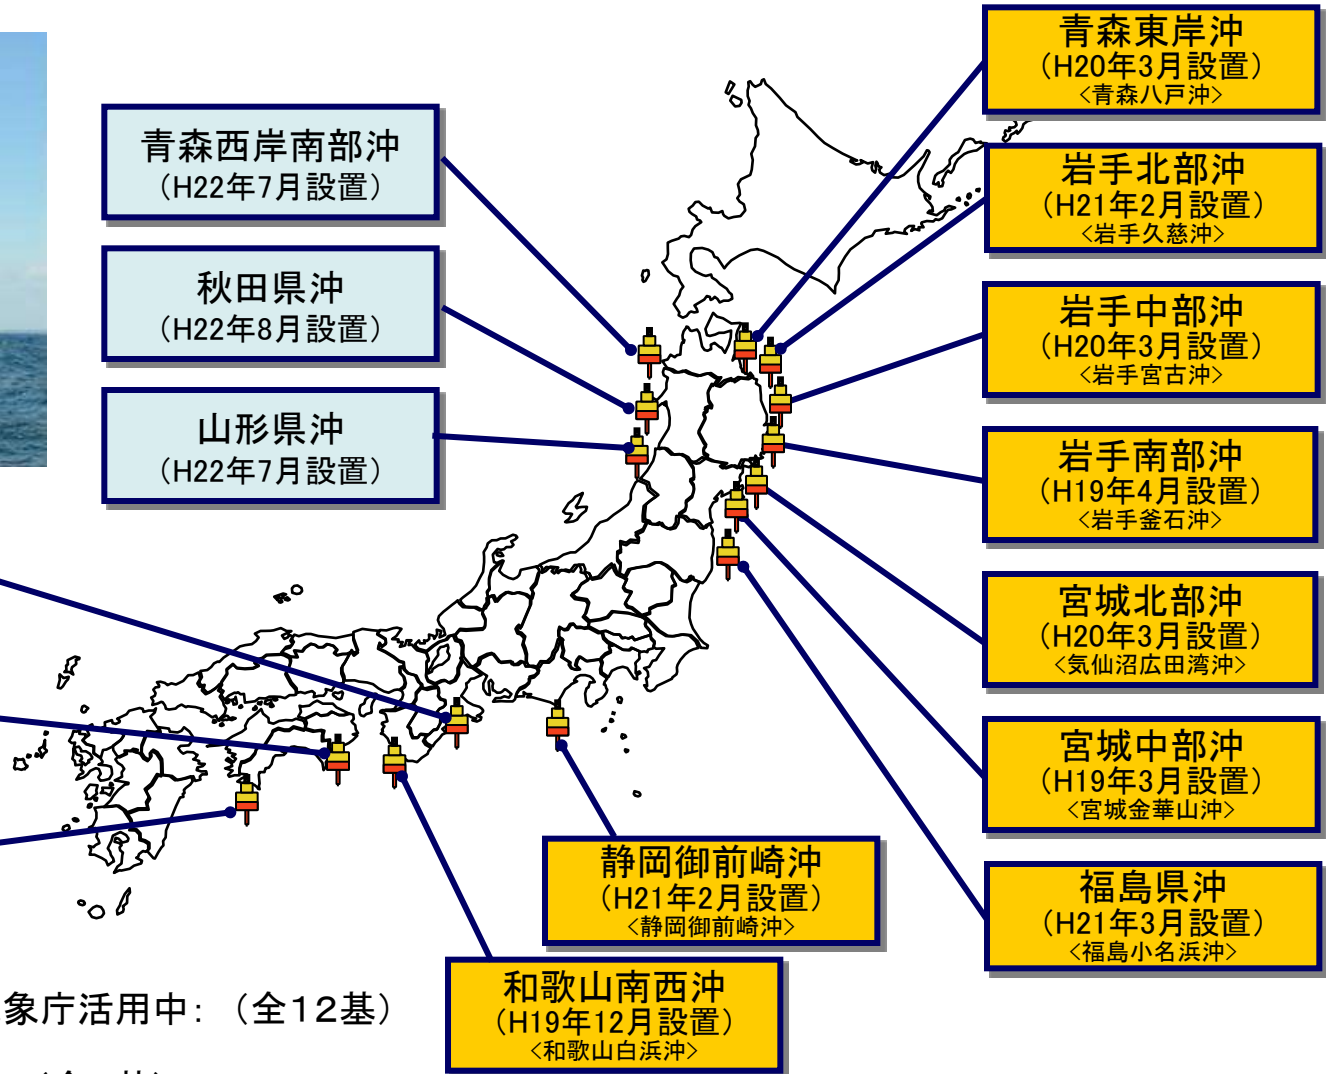 青森東岸沖
（H20年3月設置）
<青森八戸沖>
青森西岸南部沖
（H22年7月設置）
岩手北部沖
（H21年2月設置）
<岩手久慈沖>
秋田県沖
（H22年8月設置）
岩手中部沖
（H20年3月設置）
<岩手宮古沖>
山形県沖
（H22年7月設置）
岩手南部沖
（H19年4月設置）
<岩手釜石沖>
宮城北部沖
（H20年3月設置）
<気仙沼広田湾沖>
宮城中部沖
（H19年3月設置）
<宮城金華山沖>
静岡御前崎沖
（H21年2月設置）
<静岡御前崎沖>
福島県沖
（H21年3月設置）
<福島小名浜沖>
和歌山南西沖
（H19年12月設置）
<和歌山白浜沖>
象庁活用中：（全１２基）